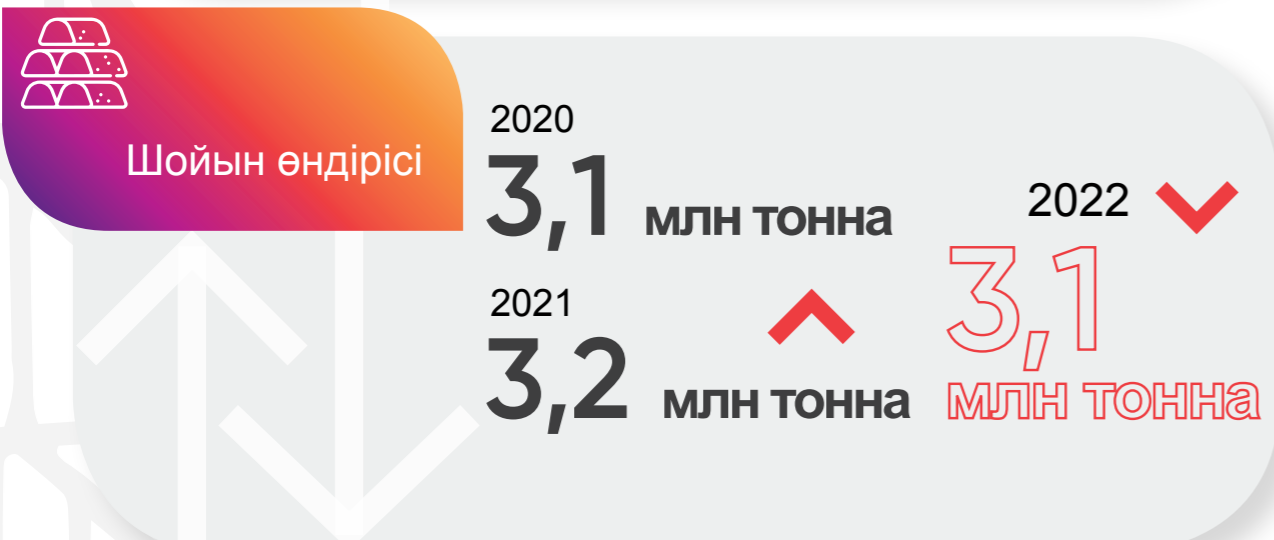 Шойын өндірісі
2020
3,1 млн тонна
2021
3,2 млн тонна
2022
3,1
млн тонна